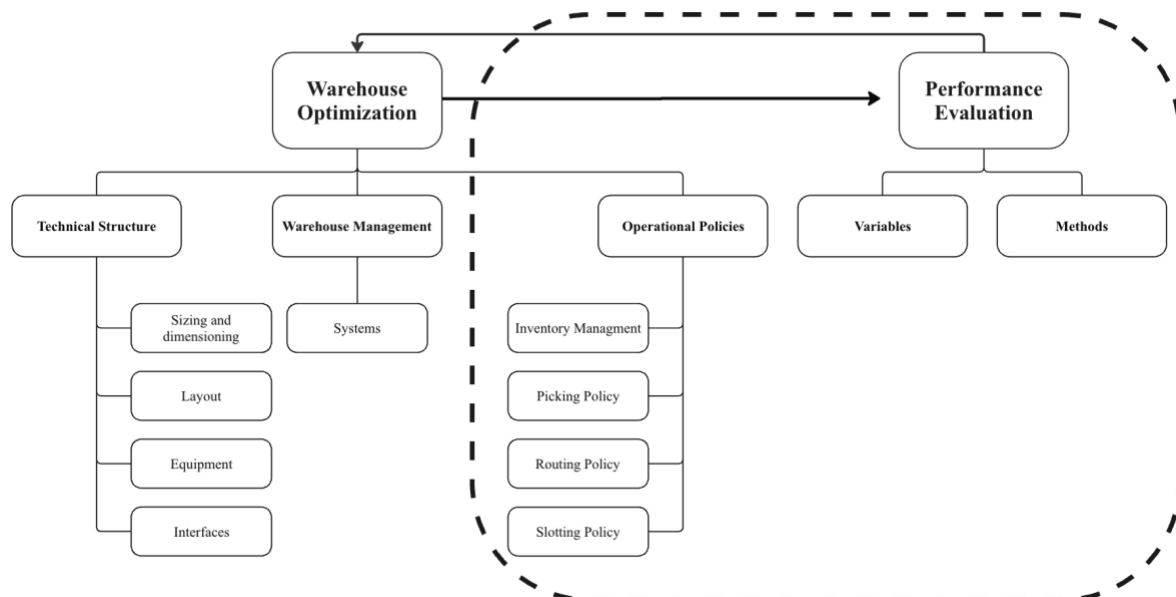 Warehouse
Optimization
Performance
Evaluation
Technical Structure
Warehouse Management
Operational Policies
Variables
Methods
Sizing and
dimensioning
Systems
Inventory Managment
Layout
Picking Policy
Equipment
Routing Policy
Interfaces
Slotting Policy